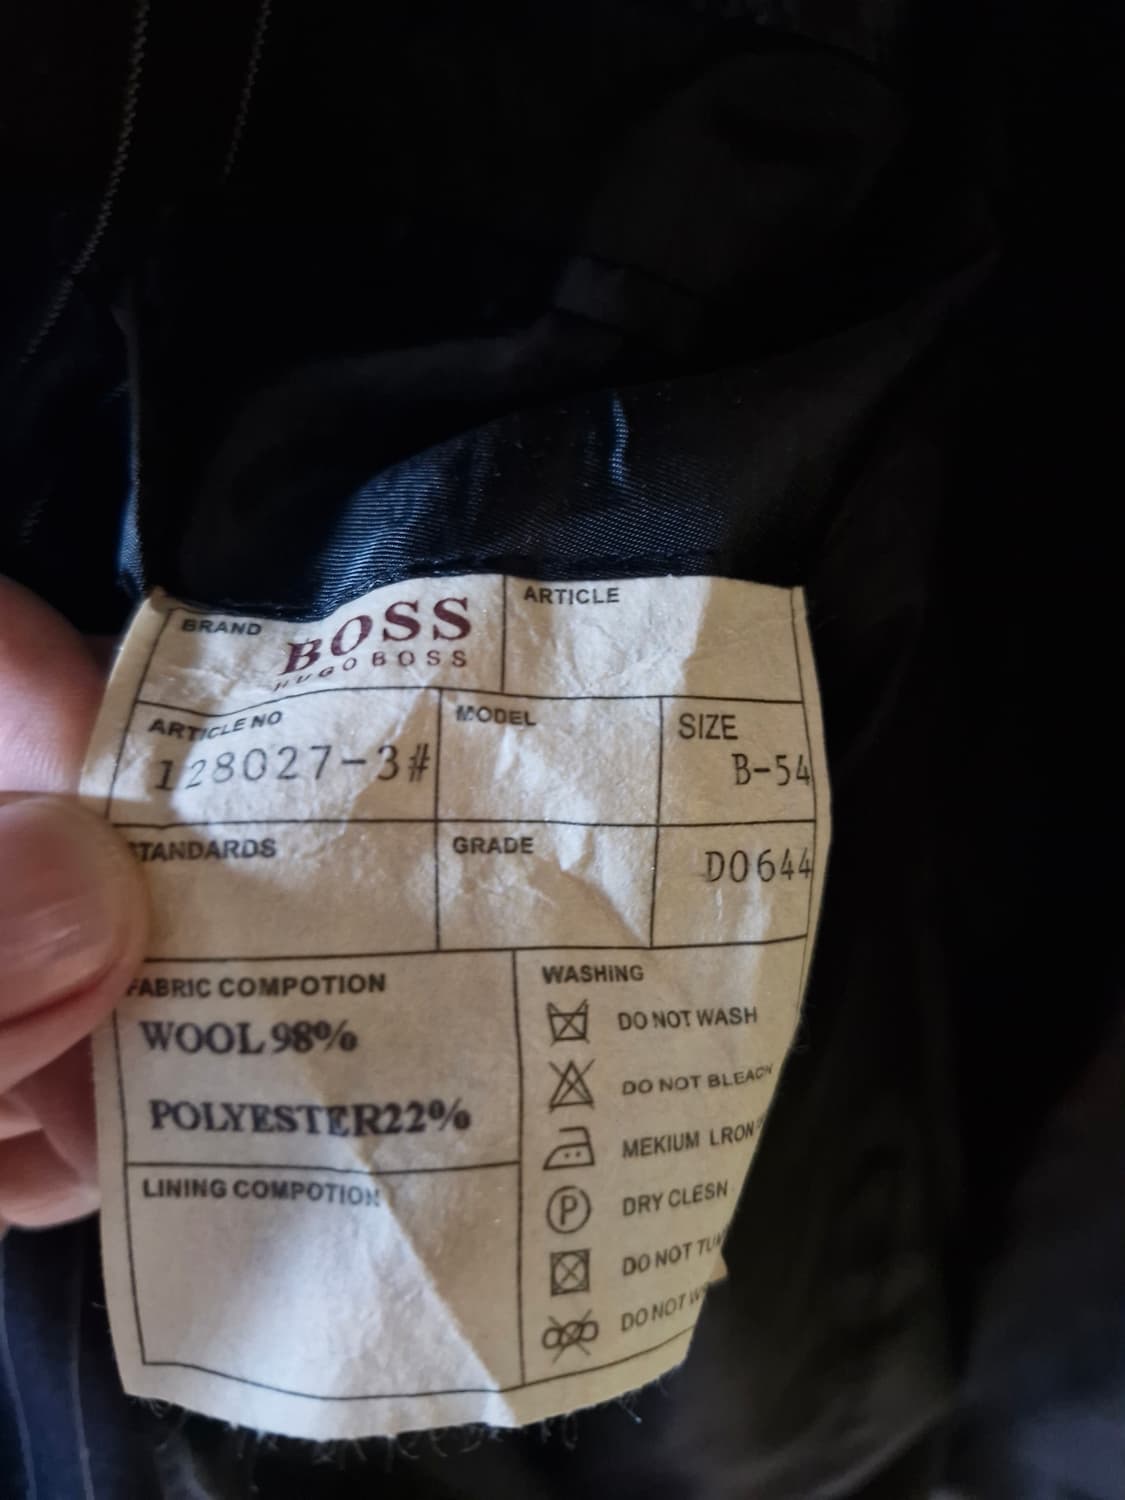 BRAND
BOSS
HUGO BOSS
ARTICLE
ARTICLE NO
128027-3#
MODEL
SIZE
B-54
STANDARDS
GRADE
D0644
FABRIC COMPOTION
WOOL 98%
POLYESTER22%
LINING COMPOTION
WASHING
DO NOT WASH
DO NOT BLEACH
MEKIUM LRON
P
DRY CLESN
DO NOT TUM
DO NOT W